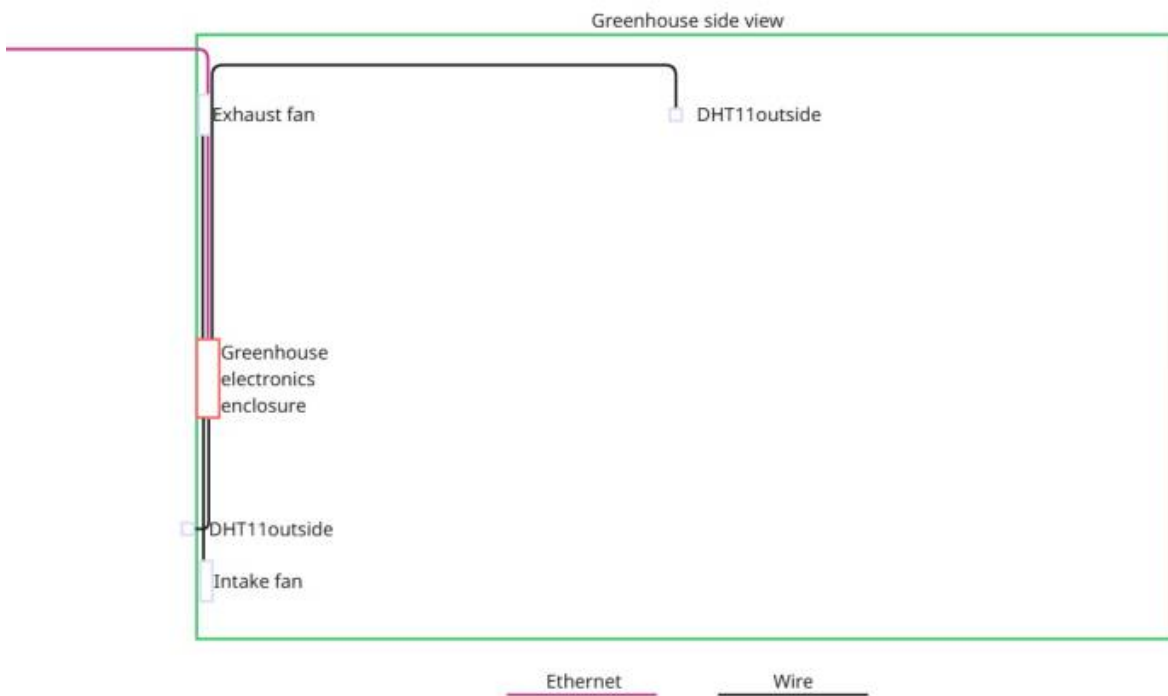 Greenhouse side view
Exhaust fan
DHT11outside
Greenhouse
electronics
enclosure
DHT11outside
Intake fan
Ethernet
Wire